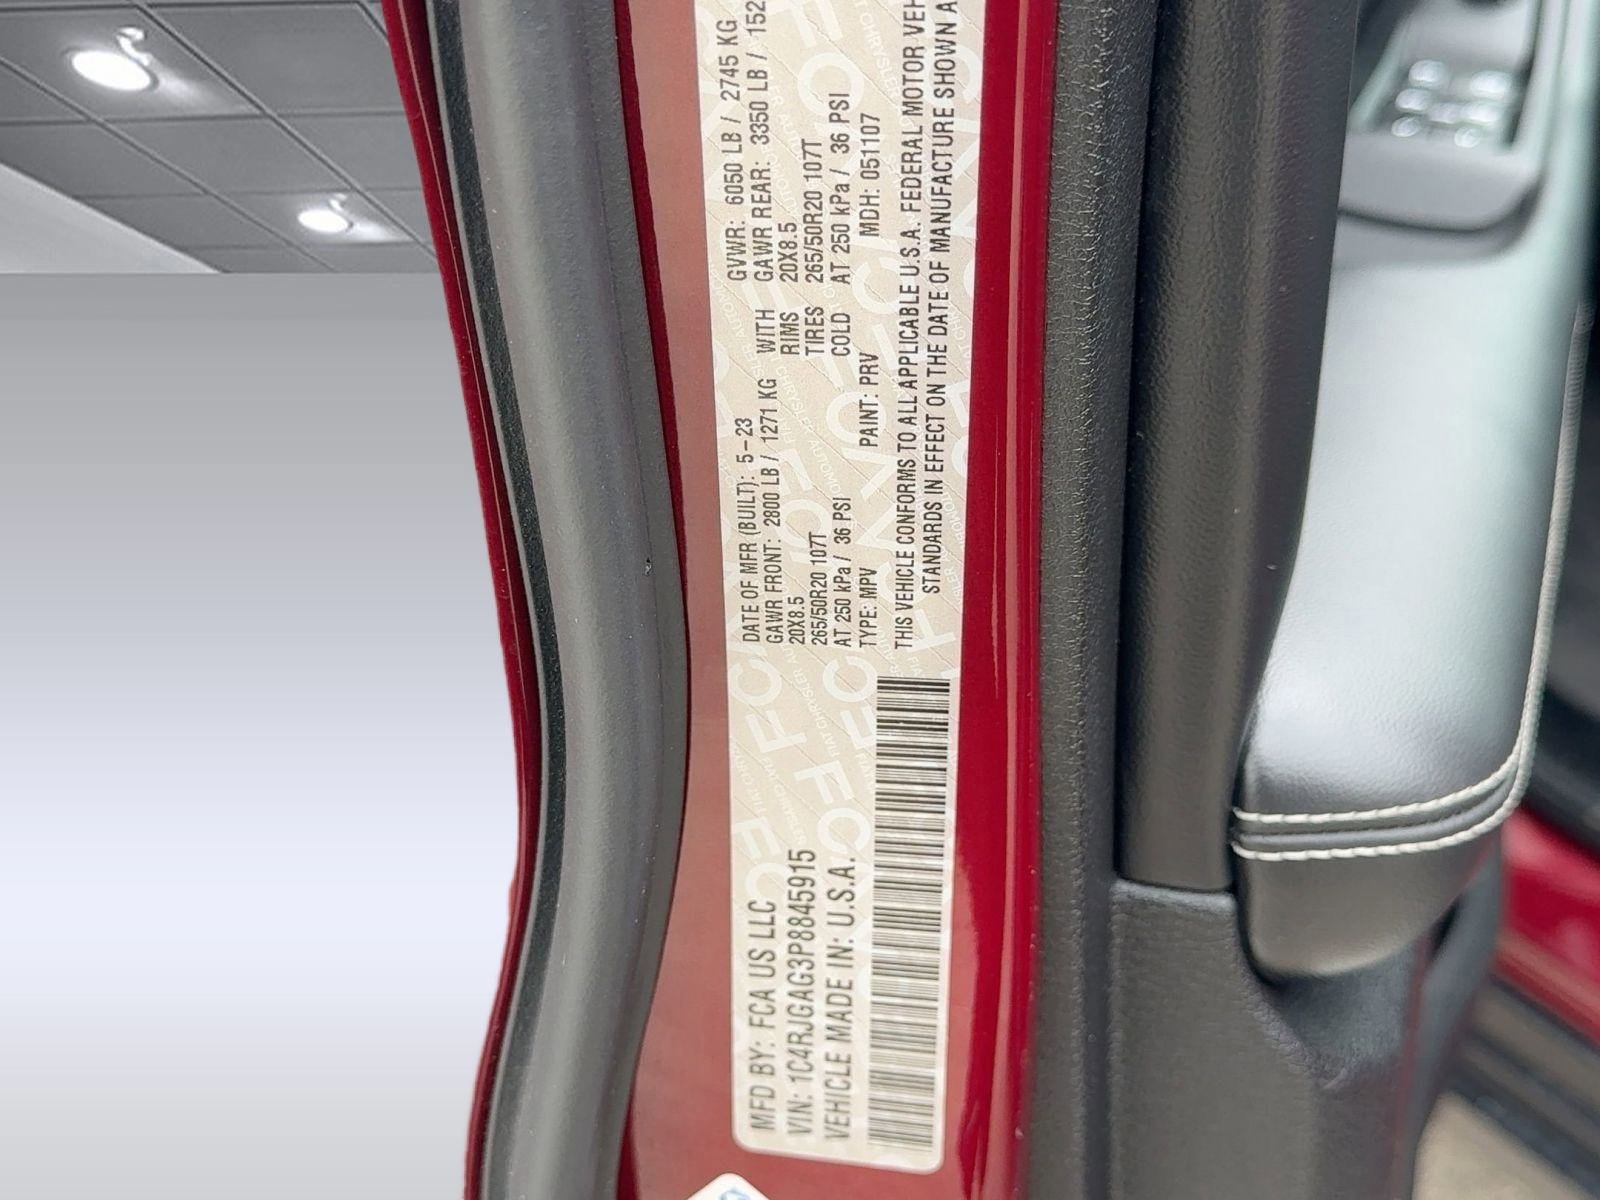 MFD BY: FCA US LLC
VIN: 1C4RJGAG3P8845915
VEHICLE MADE IN: U.S.A.
DATE OF MFR (BUILT): 5-23 GVWR: 6050 LB / 2745 KG
GAWR FRONT: 2800 LB / 1271 KG WITH GAWR REAR: 3350 LB / 152
20X8.5 RIMS 20X8.5
265/50R20 107T TIRES 265/50R20 107T
AT 250 kPa / 36 PSI COLD AT 250 kPa / 36 PSI
TYPE: MPV PAINT: PRV MDH: 051107
THIS VEHICLE CONFORMS TO ALL APPLICABLE U.S.A. FEDERAL MOTOR VEH
STANDARDS IN EFFECT ON THE DATE OF MANUFACTURE SHOWN A